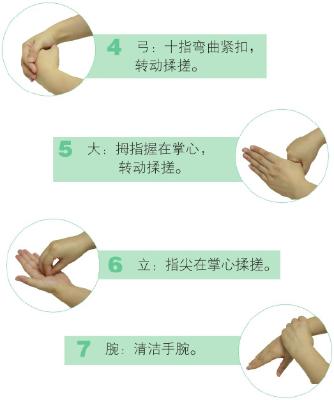 4 弓：十指弯曲紧扣，
转动揉搓。
5 大：拇指握在掌心，
转动揉搓。
6 立：指尖在掌心揉搓。
7 腕：清洁手腕。